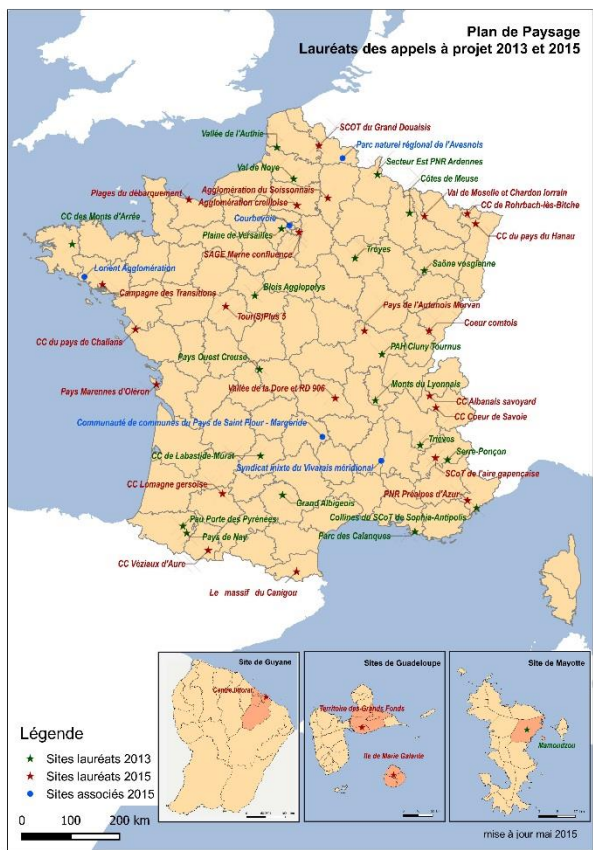 Plan de Paysage
Lauréats des appels à projet 2013 et 2015
SCOT du Grand Douaisis
Vallée de l'Authie
Parc naturel régional de l'Avesnois
Secteur Est PNR Ardennes
Val de Noye
Côtes de Meuse
Val de Moselle et Chardon lorrain
Plages du débarquement
Agglomération du Soissonnais
CC de Rohrbach-lès-Bitche
Agglomération creilloise
CC des Monts d'Arrée
Courbevoie
Plaine de Versailles
CC du pays du Hanau
SAGE Marne confluence
Troyes
Saône vosgienne
Lorient Agglomération
Campagne des Transitions
Blois Agglopolys
Tour(S)Plus 5
Pays de l'Autunois Morvan
Coeur comtois
CC du pays de Challans
PAH Cluny Tournus
Pays Ouest Creuse
Pays Marennes d'Oléron
Vallée de la Dore et RD 906
Monts du Lyonnais
CC Albanais savoyard
CC Coeur de Savoie
Communauté de communes du Pays de Saint Flour - Margeride
Trièves
CC de Labastide-Murat
Serre-Ponçon
Syndicat mixte du Vivarais méridional
SCoT de l'aire gapençaise
CC Lomagne gersoise
PNR Préalpes d'Azur
Grand Albigeois
Collines du SCoT de Sophia-Antipolis
Pau Porte des Pyrénées
Pays de Nay
Parc des Calanques
CC Véziaux d'Aure
Le massif du Canigou
Site de Guyane
Centre littoral
Sites de Guadeloupe
Territoire des Grands Fonds
Ile de Marie Galante
Site de Mayotte
Mamoudzou
Légende
Sites lauréats 2013
Sites lauréats 2015
Sites associés 2015
0 100 200 km
mise à jour mai 2015